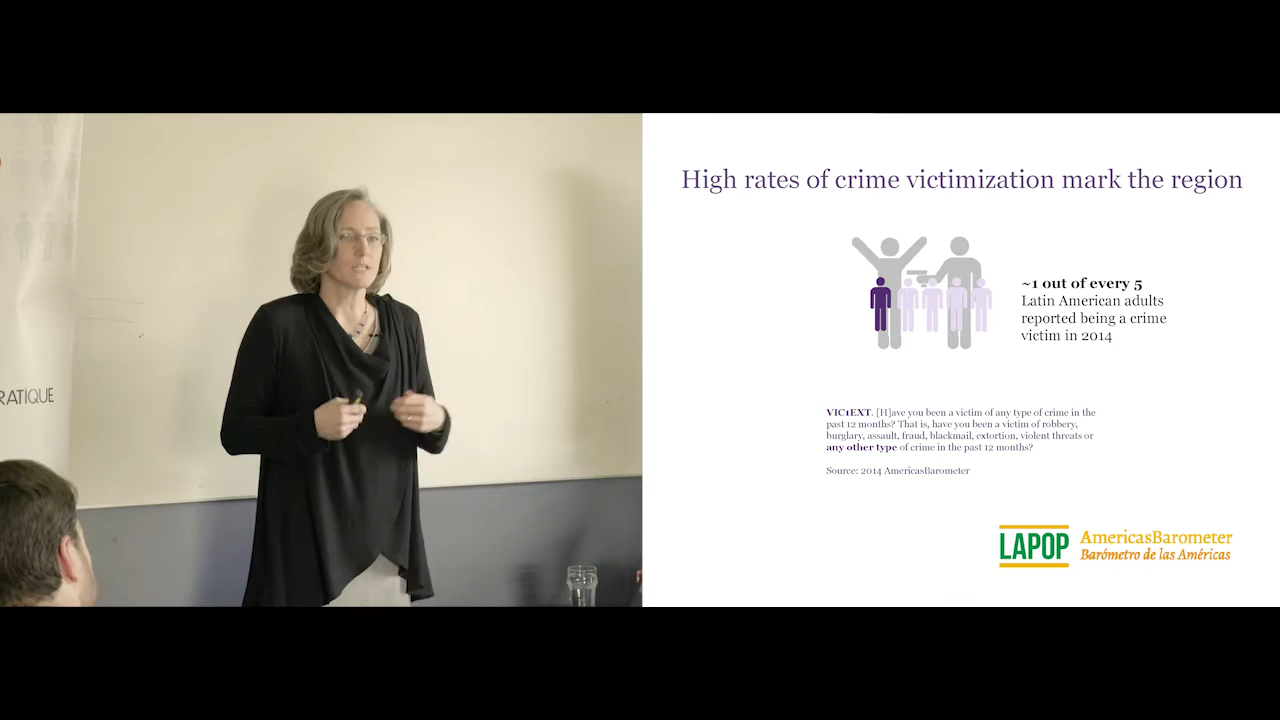 RATIQUE
High rates of crime victimization mark the region
~1 out of every 5
Latin American adults
reported being a crime
victim in 2014
VIC1EXT. [H]ave you been a victim of any type of crime in the
past 12 months? That is, have you been a victim of robbery,
burglary, assault, fraud, blackmail, extortion, violent threats or
any other type of crime in the past 12 months?
Source: 2014 AmericasBarometer
LAPOP
AmericasBarometer
Barómetro de las Américas